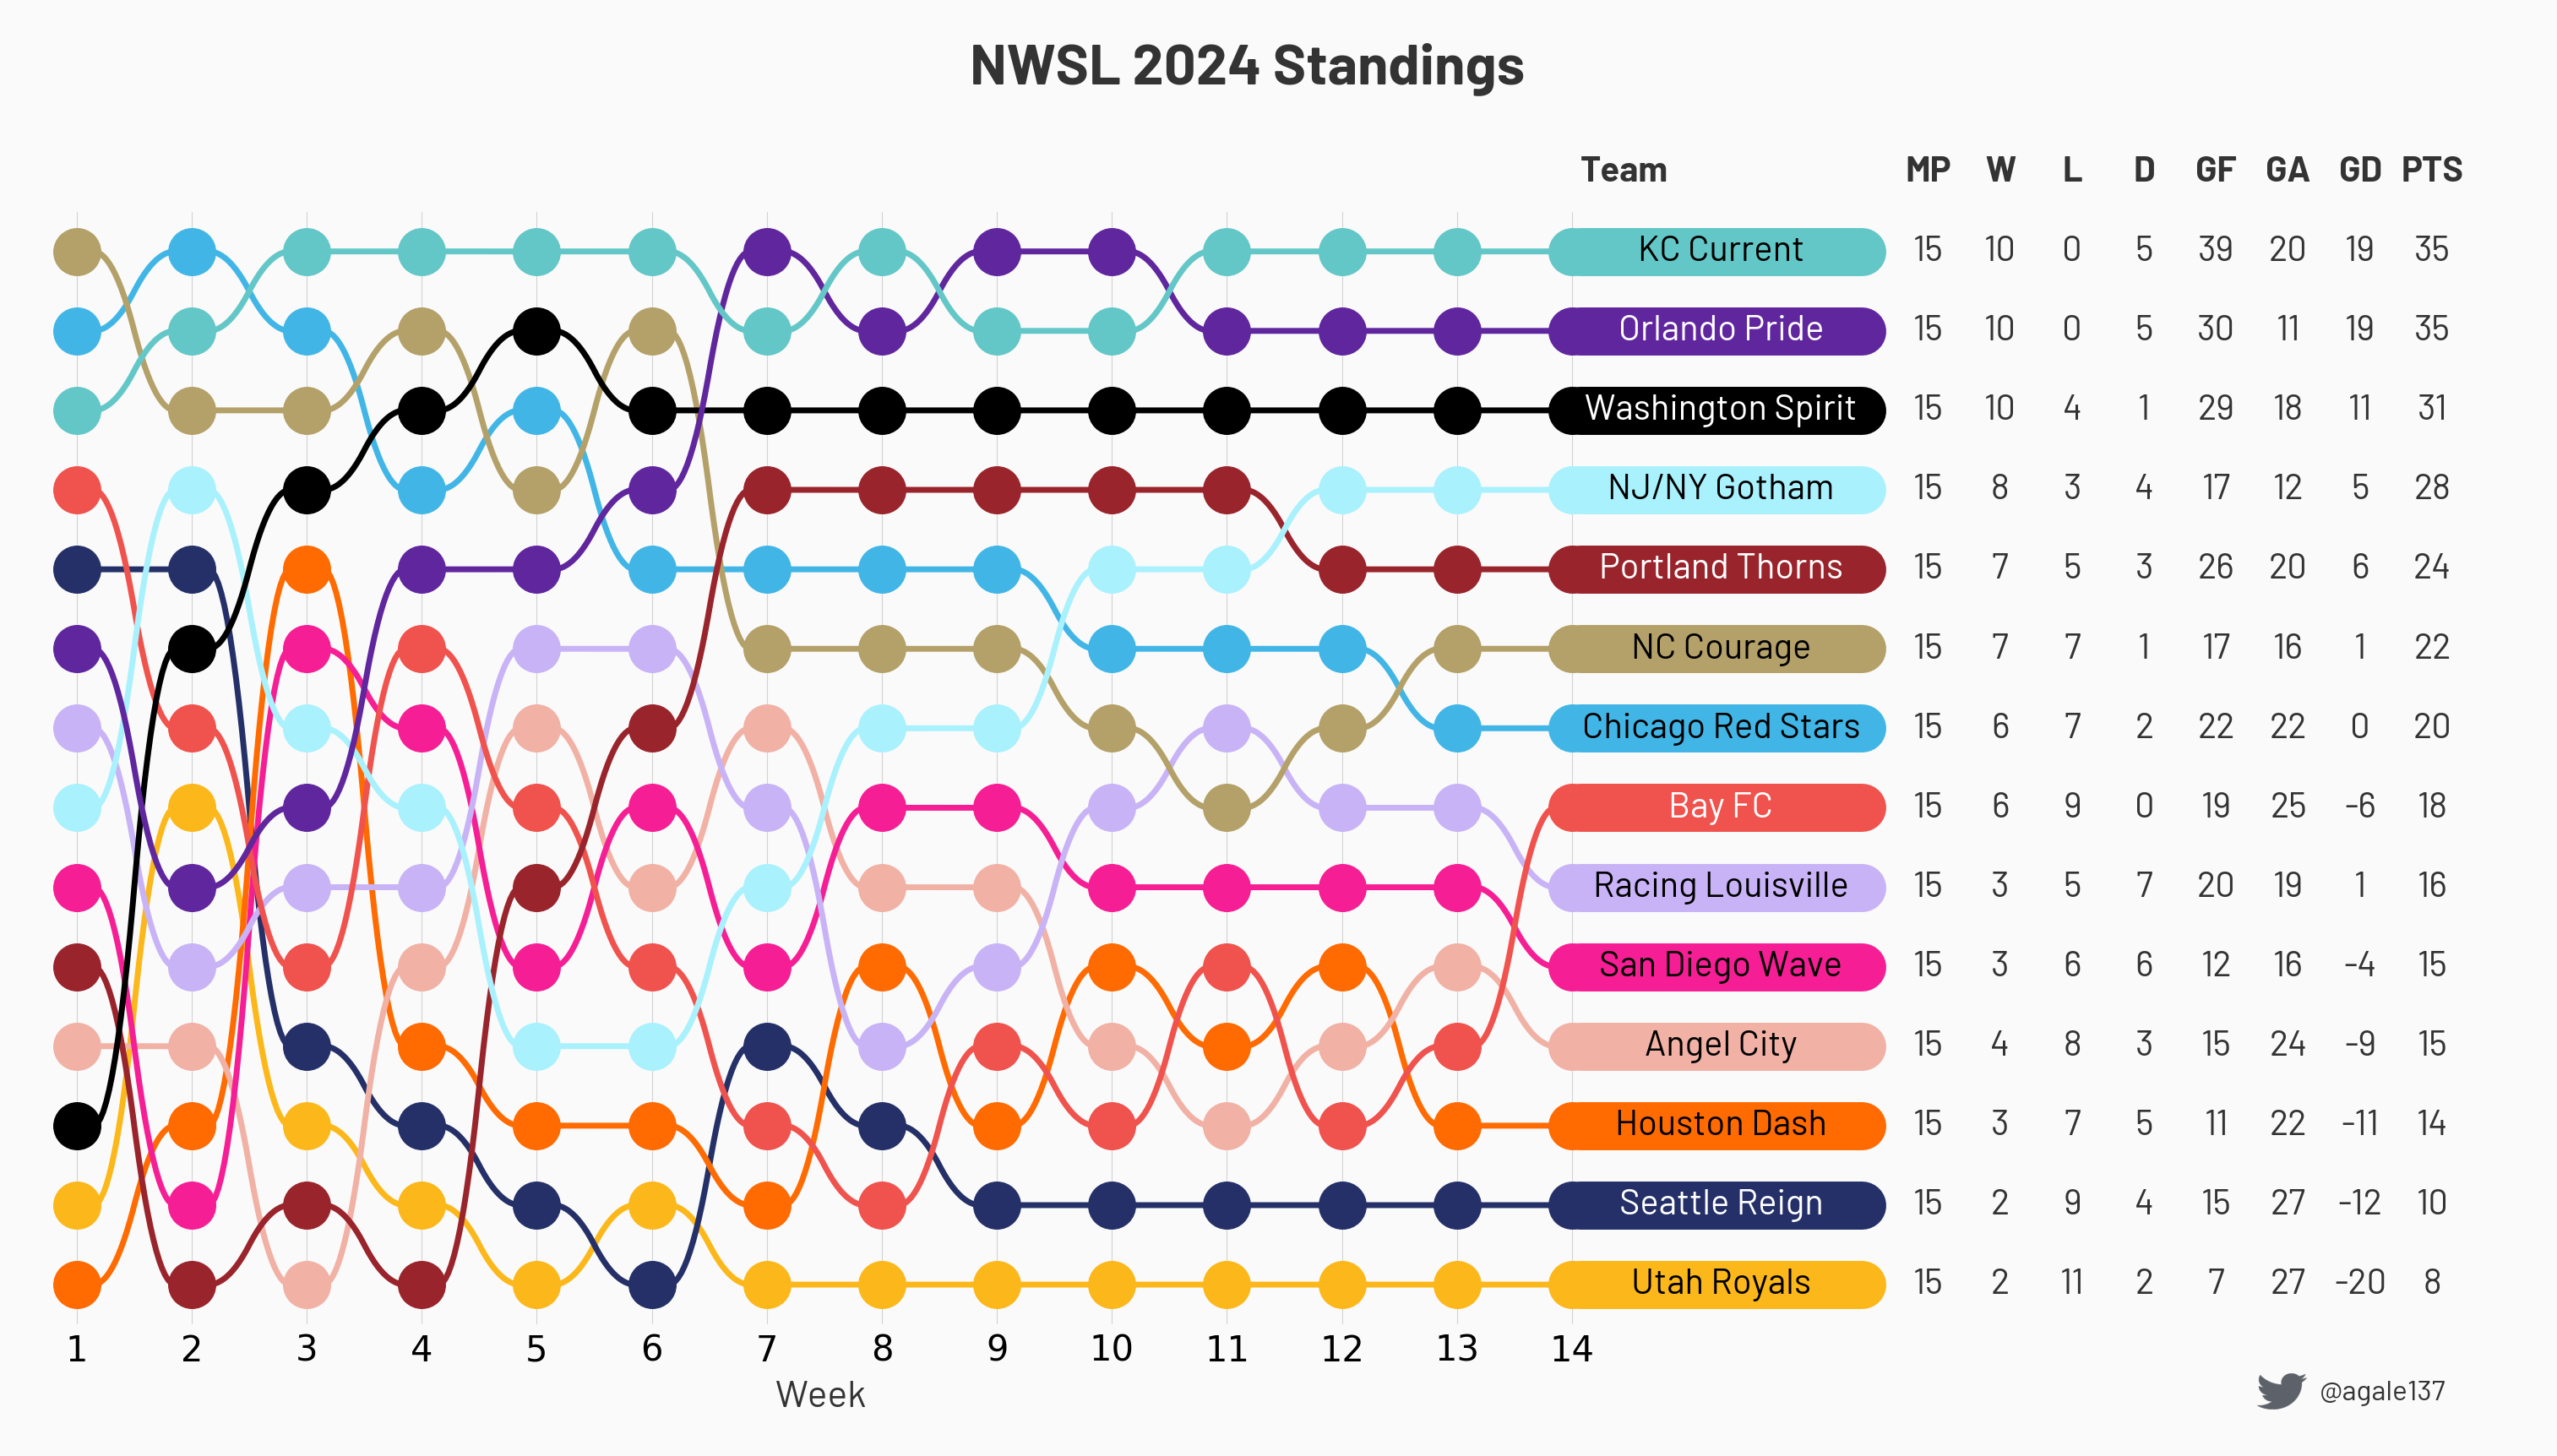 NWSL 2024 Standings
Team MP W L D GF GA GD PTS
KC Current 15 10 0 5 39 20 19 35
Orlando Pride 15 10 0 5 30 11 19 35
Washington Spirit 15 10 4 1 29 18 11 31
NJ/NY Gotham 15 8 3 4 17 12 5 28
Portland Thorns 15 7 5 3 26 20 6 24
NC Courage 15 7 7 1 17 16 1 22
Chicago Red Stars 15 6 7 2 22 22 0 20
Bay FC 15 6 9 0 19 25 -6 18
Racing Louisville 15 3 5 7 20 19 1 16
San Diego Wave 15 3 6 6 12 16 -4 15
Angel City 15 4 8 3 15 24 -9 15
Houston Dash 15 3 7 5 11 22 -11 14
Seattle Reign 15 2 9 4 15 27 -12 10
Utah Royals 15 2 11 2 7 27 -20 8
1 2 3 4 5 6 7 8 9 10 11 12 13 14
Week
@agale137